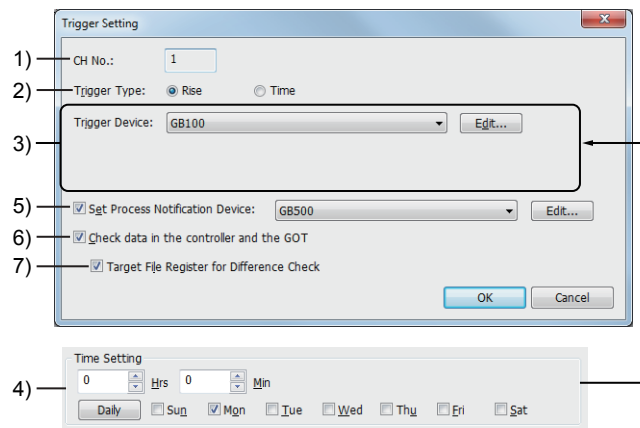 Trigger Setting
1) CH No.: 1
2) Trigger Type: Rise Time
3) Trigger Device: GB100 Edit...
5) Set Process Notification Device: GB500 Edit...
6) Check data in the controller and the GOT
7) Target File Register for Difference Check
OK Cancel
Time Setting
4) 0 Hrs 0 Min
Daily Sun Mon Tue Wed Thu Fri Sat